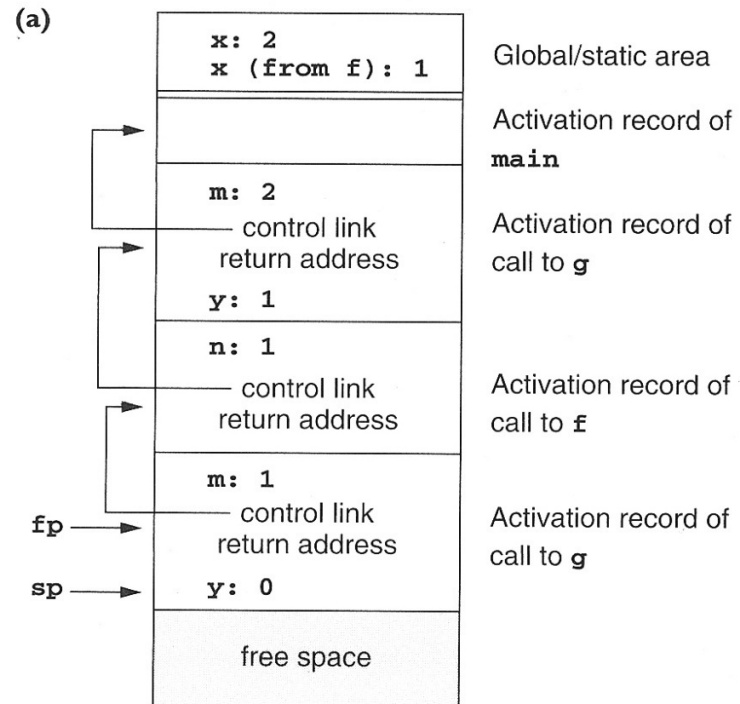 (a)
x: 2
x (from f): 1
Global/static area
Activation record of
main
m: 2
control link
return address
y: 1
Activation record of
call to g
n: 1
control link
return address
Activation record of
call to f
m: 1
control link
return address
y: 0
Activation record of
call to g
fp
sp
free space